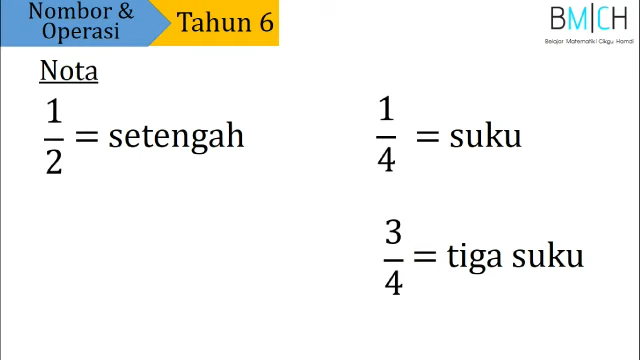 Nombor &
Operasi
Tahun 6
BM|CH
Belajar Matematik Cikgu Hamdi
Nota
1/2 = setengah
1/4 = suku
3/4 = tiga suku